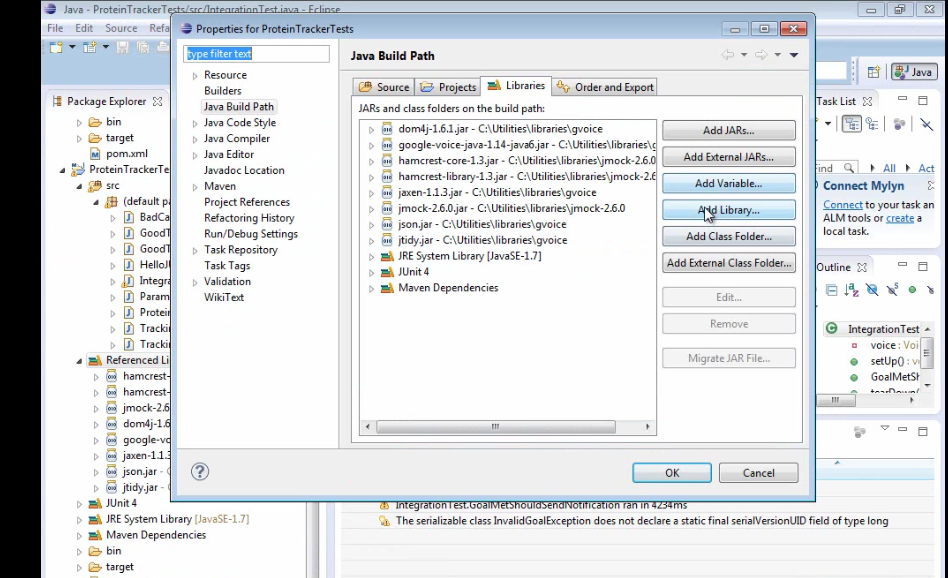 Java - ProteinTrackerTests/src/IntegrationTest.java - Eclipse
File Edit Source Refa
Package Explorer
bin
target
pom.xml
ProteinTrackerTe
src
(default pa
BadCa
GoodT
GoodT
HelloJ
Integra
Param
Protein
Trackin
Trackin
Referenced Li
hamcrest-
hamcrest-
jmock-2.6
dom4j-1.6
google-vo
jaxen-1.1.3
json.jar -
jtidy.jar -
JUnit 4
JRE System Library [JavaSE-1.7]
Maven Dependencies
bin
target
Properties for ProteinTrackerTests
type filter text
Resource
Builders
Java Build Path
Java Code Style
Java Compiler
Java Editor
Javadoc Location
Maven
Project References
Refactoring History
Run/Debug Settings
Task Repository
Task Tags
Validation
WikiText
Java Build Path
Source Projects Libraries Order and Export
JARs and class folders on the build path:
dom4j-1.6.1.jar - C:\Utilities\libraries\gvoice
google-voice-java-1.14-java6.jar - C:\Utilities\libraries\g
hamcrest-core-1.3.jar - C:\Utilities\libraries\jmock-2.6.0
hamcrest-library-1.3.jar - C:\Utilities\libraries\jmock-2.6
jaxen-1.1.3.jar - C:\Utilities\libraries\gvoice
jmock-2.6.0.jar - C:\Utilities\libraries\jmock-2.6.0
json.jar - C:\Utilities\libraries\gvoice
jtidy.jar - C:\Utilities\libraries\gvoice
JRE System Library [JavaSE-1.7]
JUnit 4
Maven Dependencies
Add JARs...
Add External JARs...
Add Variable...
Add Library...
Add Class Folder...
Add External Class Folder...
Edit...
Remove
Migrate JAR File...
OK Cancel
Java
Task List
Find All Act
Connect Mylyn
Connect to your task an
ALM tools or create a
local task.
Outline
IntegrationTest
voice : Voi
setUp() : v
GoalMetSh
tearDown(
IntegrationTest.GoalMetShouldSendNotification ran in 4234ms
The serializable class InvalidGoalException does not declare a static final serialVersionUID field of type long